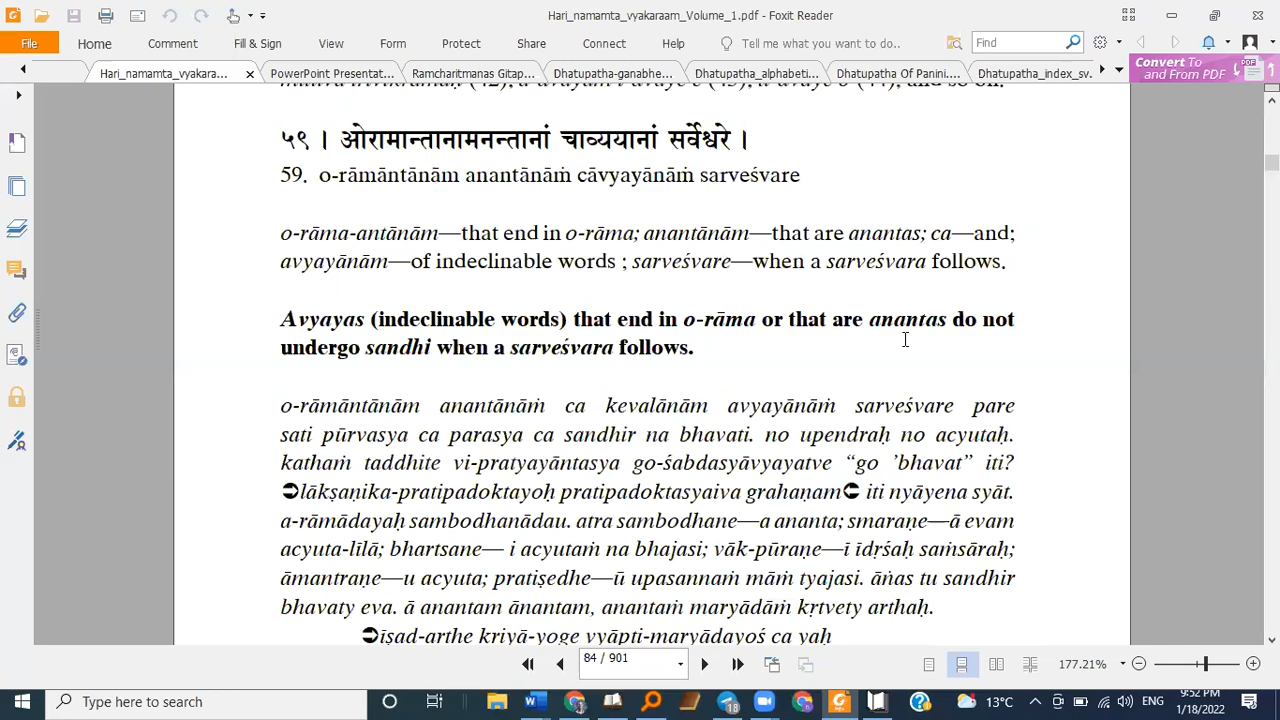 Hari_namamta_vyakaraam_Volume_1.pdf - Foxit Reader
File Home Comment Fill & Sign View Form Protect Share Connect Help Tell me what you want to do.. Find
Hari_namamta_vyakara... PowerPoint Presentat... Ramcharitmanas Gitap... Dhatupatha-ganabhe... Dhatupatha_alphabeti... Dhatupatha Of Panini.... Dhatupatha_index_sv.
Convert To
and From PDF
५९ । ओरामान्तानामनन्तानां चाव्ययानां सर्वेश्वरे ।
59. o-rāmāntānām anantānāṁ cāvyayānāṁ sarveśvare
o-rāma-antānām—that end in o-rāma; anantānām—that are anantas; ca—and;
avyayānām—of indeclinable words ; sarveśvare—when a sarveśvara follows.
Avyayas (indeclinable words) that end in o-rāma or that are anantas do not
undergo sandhi when a sarveśvara follows.
o-rāmāntānām anantānāṁ ca kevalānām avyayānāṁ sarveśvare pare
sati pūrvasya ca parasya ca sandhir na bhavati. no upendraḥ no acyutaḥ.
kathaṁ taddhite vi-pratyayāntasya go-śabdasyāvyayatve “go ’bhavat” iti?
lākṣaṇika-pratipadoktayoḥ pratipadoktasyaiva grahaṇam iti nyāyena syāt.
a-rāmādayaḥ sambodhanādau. atra sambodhane—a ananta; smaraṇe—ā evam
acyuta-līlā; bhartsane— i acyutaṁ na bhajasi; vāk-pūraṇe—ī īdṛśaḥ saṁsāraḥ;
āmantraṇe—u acyuta; pratiṣedhe—ū upasannaṁ māṁ tyajasi. āṅas tu sandhir
bhavaty eva. ā anantam ānantam, anantaṁ maryādāṁ kṛtvety arthaḥ.
īṣad-arthe kriyā-yoge vyāpti-maryādayoś ca yaḥ
84 / 901
177.21%
Type here to search
13°C
ENG
9:52 PM
1/18/2022